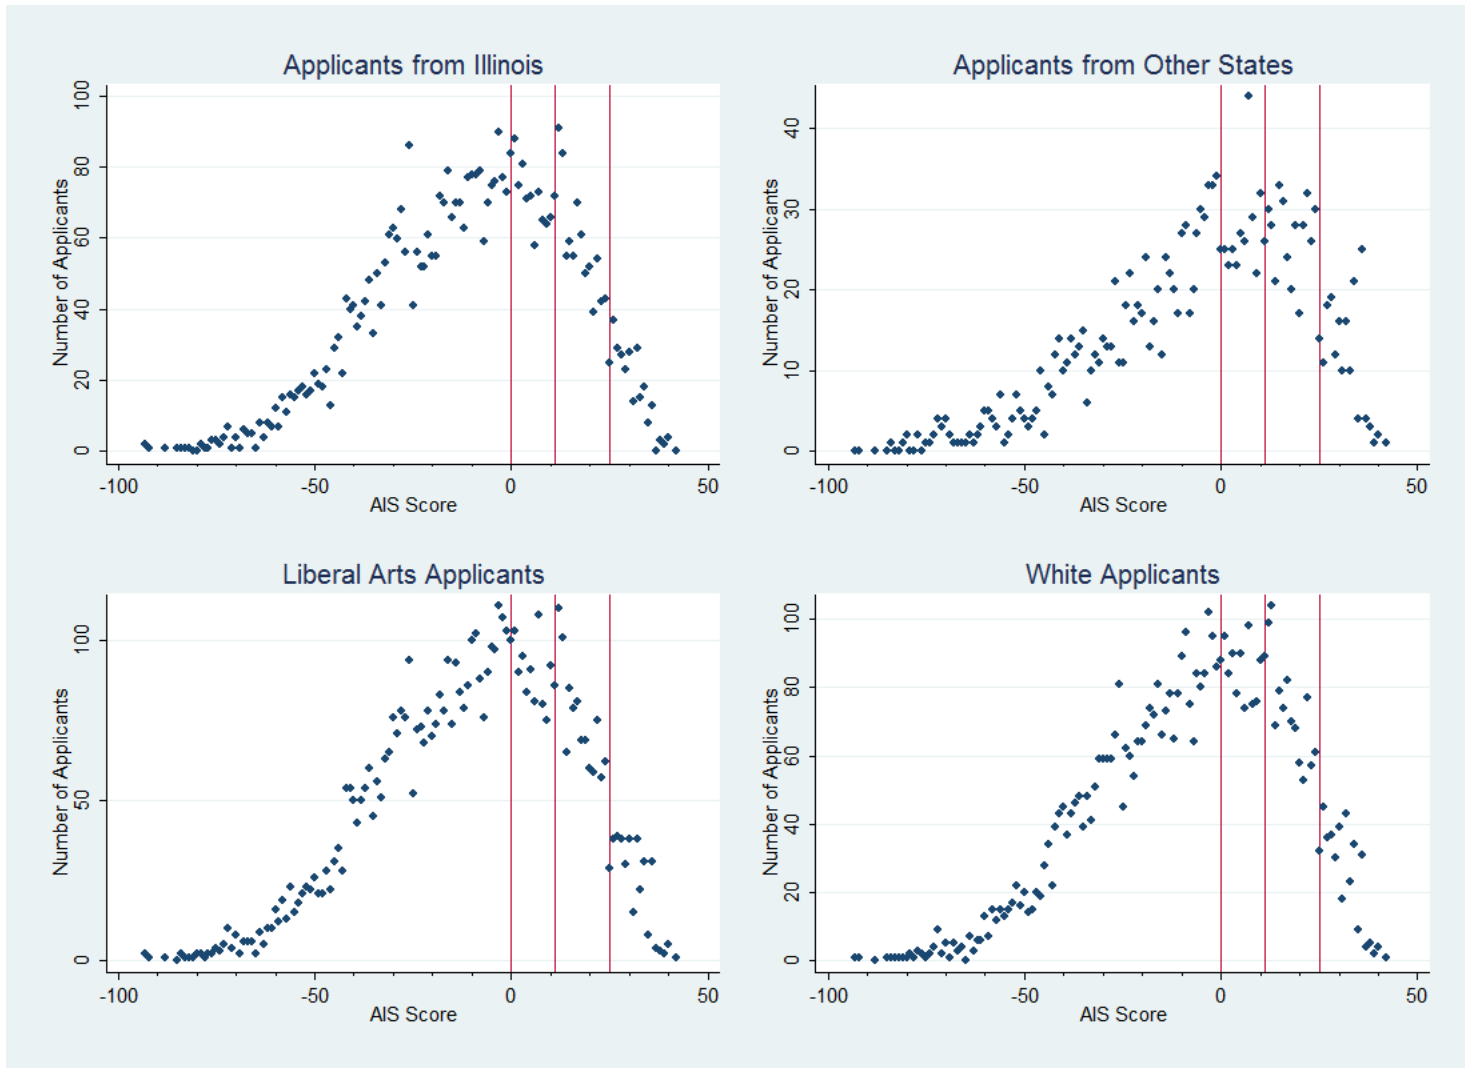 Applicants from Illinois
Number of Applicants
100
80
60
40
20
0
-100 -50 0 50
AIS Score
Applicants from Other States
Number of Applicants
40
30
20
10
0
-100 -50 0 50
AIS Score
Liberal Arts Applicants
Number of Applicants
100
50
0
-100 -50 0 50
AIS Score
White Applicants
Number of Applicants
100
80
60
40
20
0
-100 -50 0 50
AIS Score